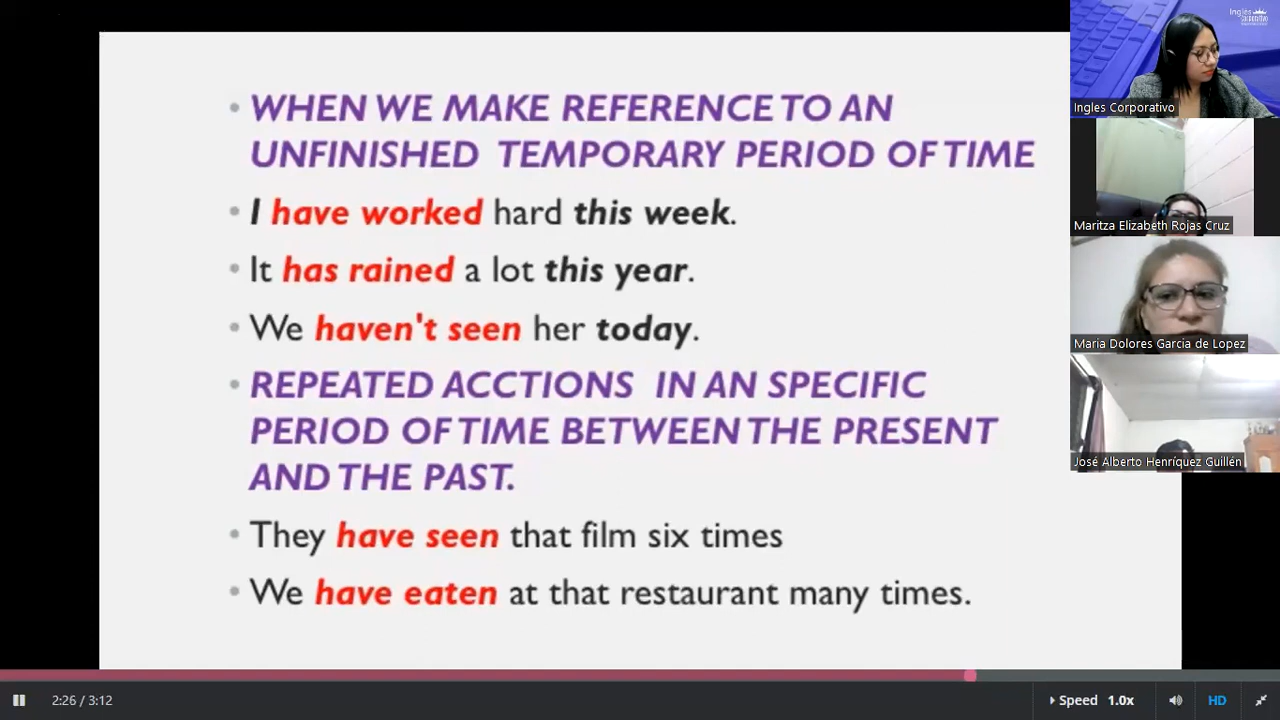 WHEN WE MAKE REFERENCE TO AN
UNFINISHED TEMPORARY PERIOD OF TIME
I have worked hard this week.
It has rained a lot this year.
We haven't seen her today.
REPEATED ACCTIONS IN AN SPECIFIC
PERIOD OF TIME BETWEEN THE PRESENT
AND THE PAST.
They have seen that film six times
We have eaten at that restaurant many times.
Ingles
Ingles Corporativo
Maritza Elizabeth Rojas Cruz
Maria Dolores Garcia de Lopez
José Alberto Henríquez Guillén
2:26 / 3:12
Speed 1.0x
HD